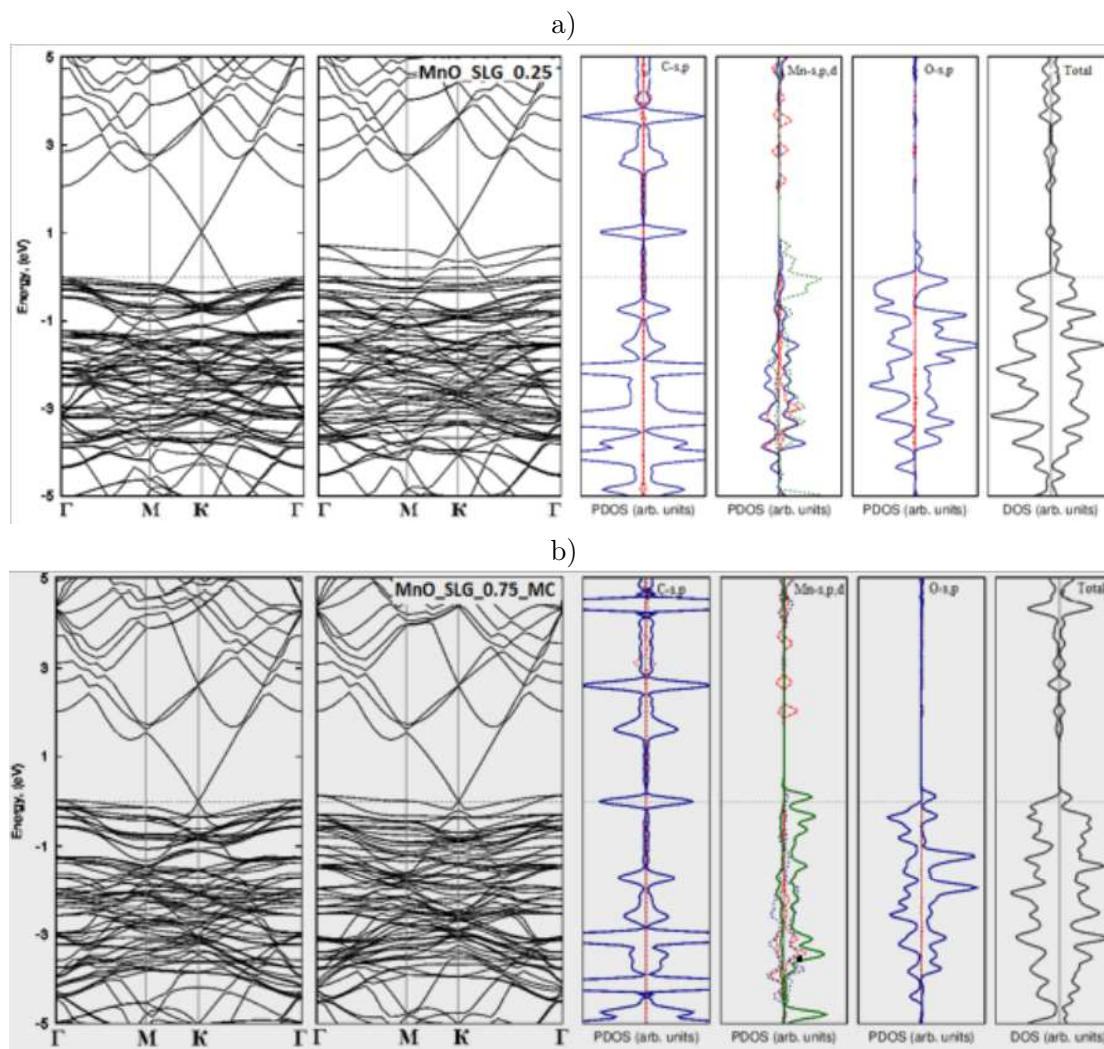 a)
MnO_SLG_0.25
C-s,p
Mn-s,p,d
O-s,p
Total
Energy, (eV)
5
3
1
-1
-3
-5
Γ M K Γ Γ M K Γ
PDOS (arb. units) PDOS (arb. units) PDOS (arb. units) DOS (arb. units)
b)
MnO_SLG_0.75_MC
C-s,p
Mn-s,p,d
O-s,p
Total
Energy, (eV)
5
3
1
-1
-3
-5
Γ M K Γ Γ M K Γ
PDOS (arb. units) PDOS (arb. units) PDOS (arb. units) DOS (arb. units)